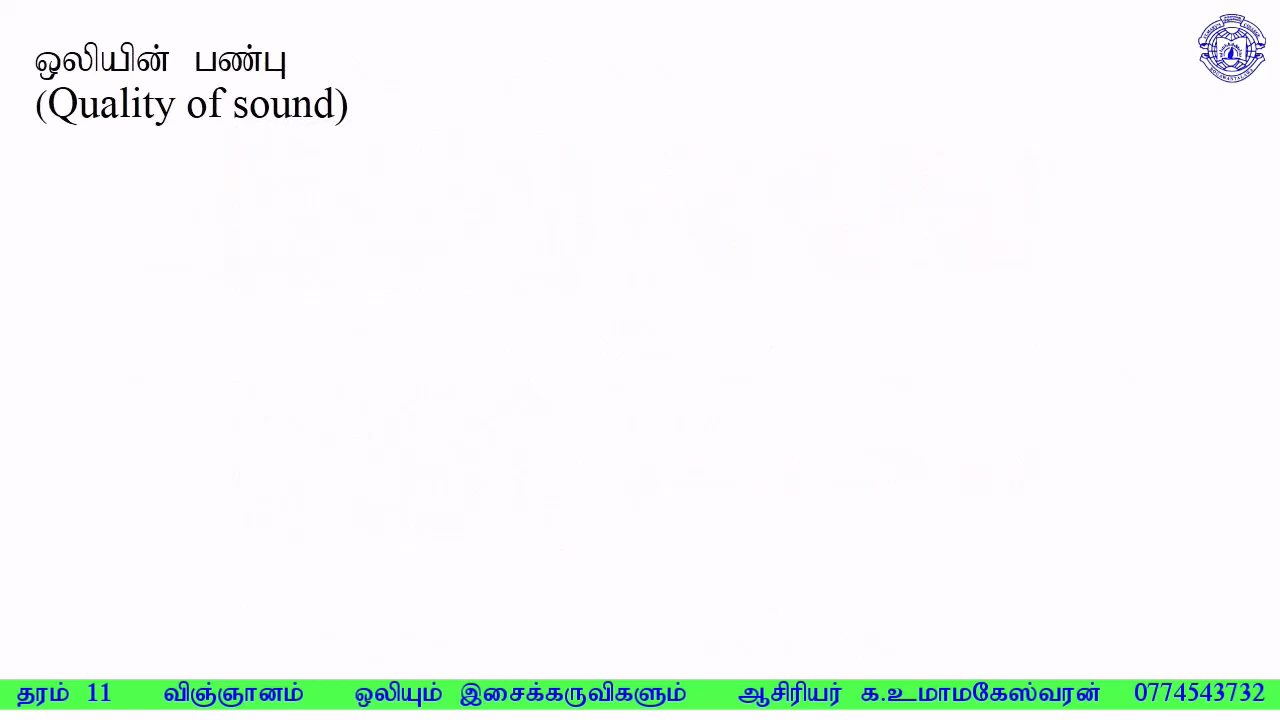 ஒலியின் பண்பு
(Quality of sound)
தரம் 11 விஞ்ஞானம் ஒலியும் இசைக்கருவிகளும் ஆசிரியர் க.உமாமகேஸ்வரன் 0774543732